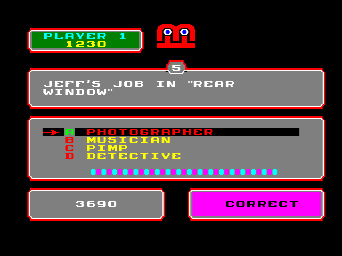 PLAYER 1
1230
5
JEFF'S JOB IN "REAR
WINDOW"
A PHOTOGRAPHER
B MUSICIAN
C PIMP
D DETECTIVE
3690
CORRECT